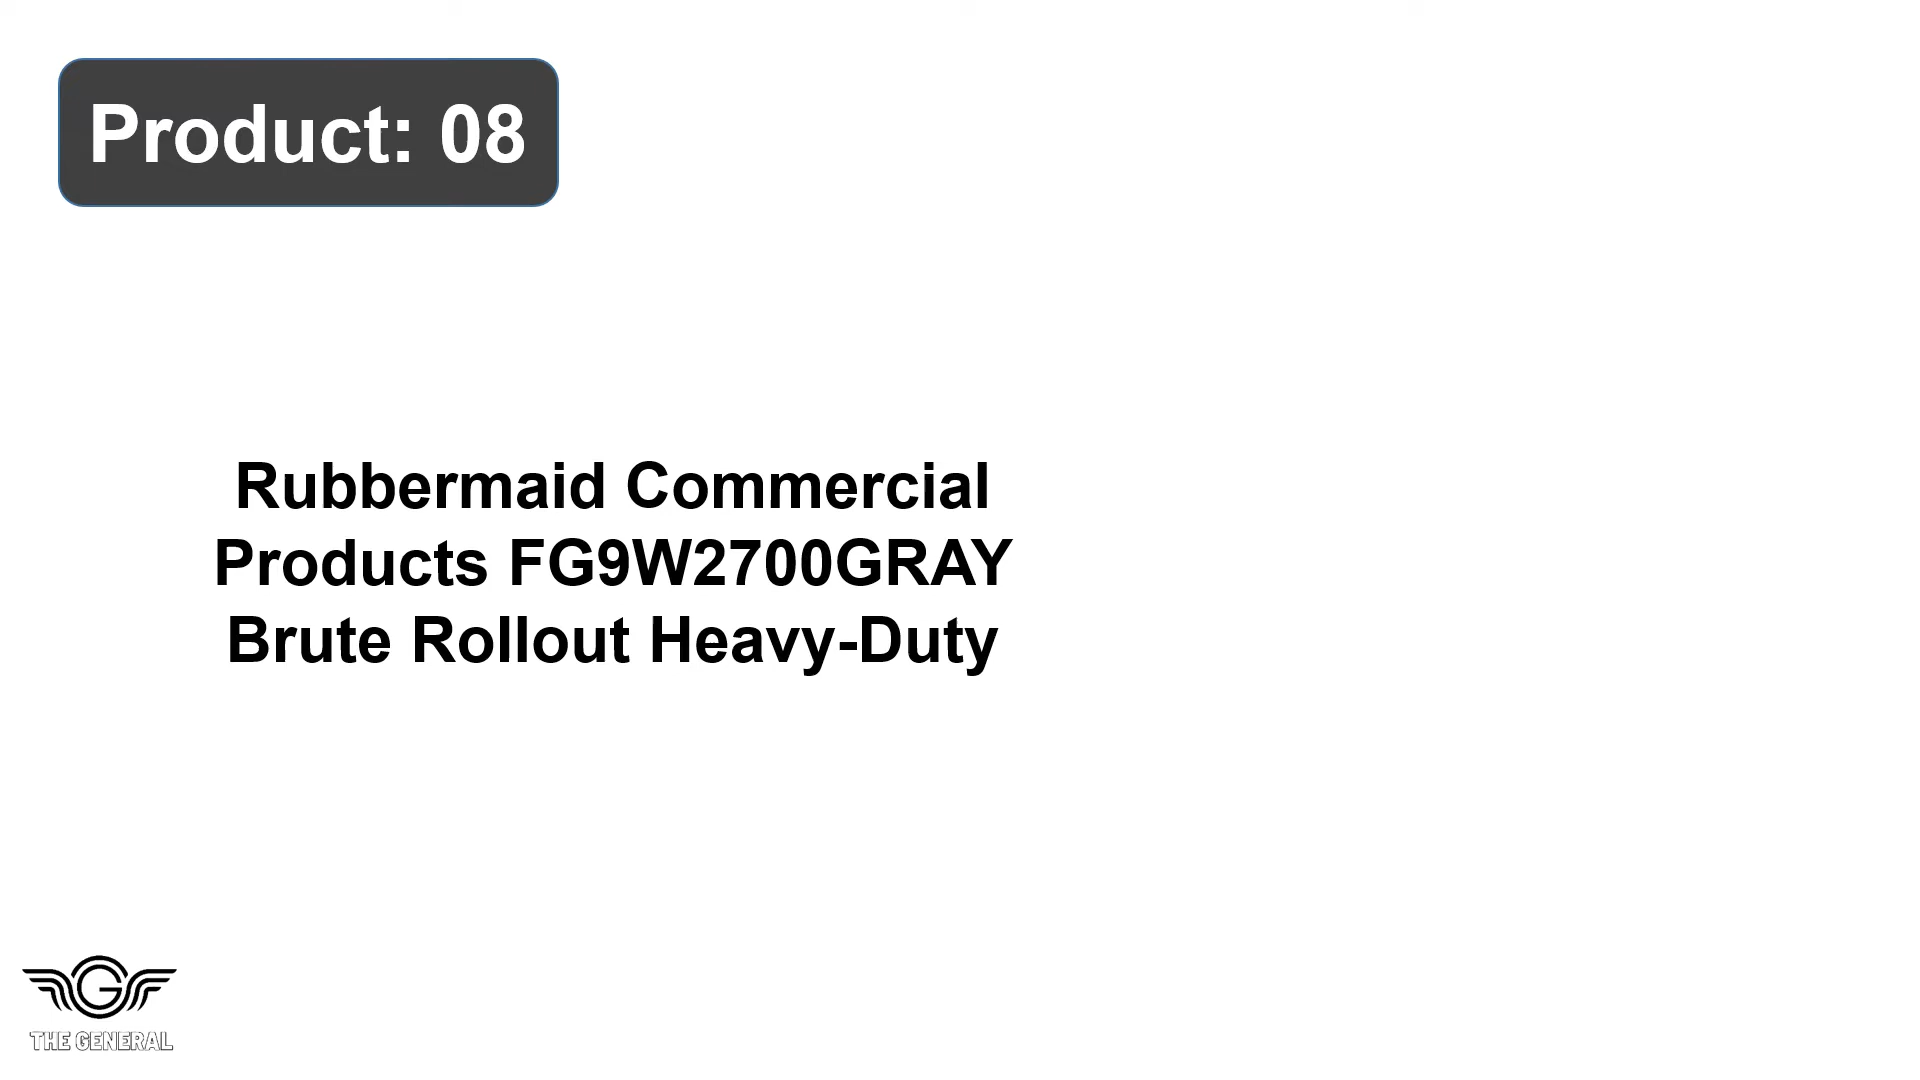 Product: 08
Rubbermaid Commercial
Products FG9W2700GRAY
Brute Rollout Heavy-Duty
G
THE GENERAL